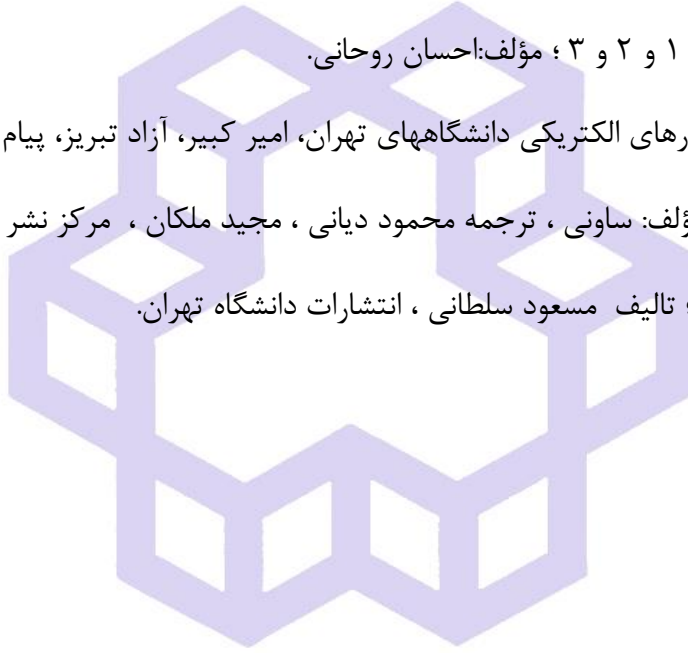 ۱ و ۲ و ۳ ؛ مؤلف:احسان روحانی.
رهای الکتریکی دانشگاههای تهران، امیر کبیر، آزاد تبریز، پیام
ؤلف: ساونی ، ترجمه محمود دیانی ، مجید ملکان ، مرکز نشر
تالیف مسعود سلطانی ، انتشارات دانشگاه تهران.